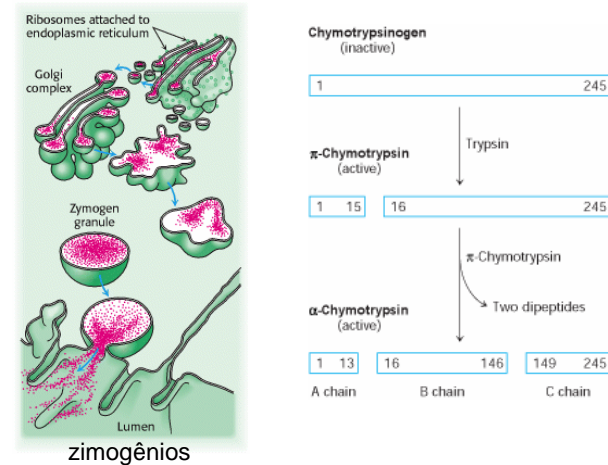 Ribosomes attached to
endoplasmic reticulum
Golgi
complex
Zymogen
granule
Lumen
zimogênios
Chymotrypsinogen
(inactive)
1 245
Trypsin
π-Chymotrypsin
(active)
1 15 16 245
π-Chymotrypsin
Two dipeptides
α-Chymotrypsin
(active)
1 13 16 146 149 245
A chain B chain C chain